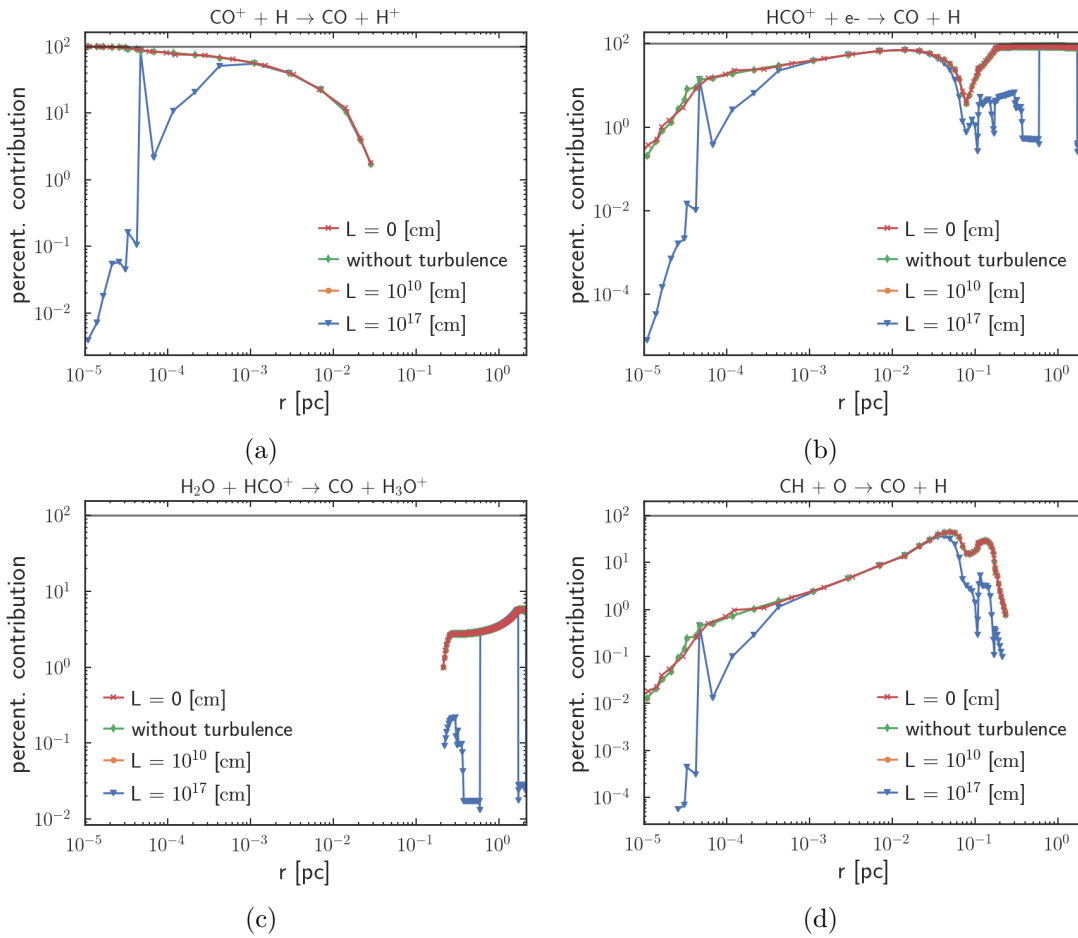 CO⁺ + H → CO + H⁺
percent. contribution
10²
10¹
10⁰
10⁻¹
10⁻²
L = 0 [cm]
without turbulence
L = 10¹⁰ [cm]
L = 10¹⁷ [cm]
10⁻⁵ 10⁻⁴ 10⁻³ 10⁻² 10⁻¹ 10⁰
r [pc]
(a)
HCO⁺ + e- → CO + H
percent. contribution
10²
10⁰
10⁻²
10⁻⁴
L = 0 [cm]
without turbulence
L = 10¹⁰ [cm]
L = 10¹⁷ [cm]
10⁻⁵ 10⁻⁴ 10⁻³ 10⁻² 10⁻¹ 10⁰
r [pc]
(b)
H₂O + HCO⁺ → CO + H₃O⁺
percent. contribution
10²
10¹
10⁰
10⁻¹
10⁻²
L = 0 [cm]
without turbulence
L = 10¹⁰ [cm]
L = 10¹⁷ [cm]
10⁻⁵ 10⁻⁴ 10⁻³ 10⁻² 10⁻¹ 10⁰
r [pc]
(c)
CH + O → CO + H
percent. contribution
10²
10¹
10⁰
10⁻¹
10⁻²
10⁻³
10⁻⁴
L = 0 [cm]
without turbulence
L = 10¹⁰ [cm]
L = 10¹⁷ [cm]
10⁻⁵ 10⁻⁴ 10⁻³ 10⁻² 10⁻¹ 10⁰
r [pc]
(d)